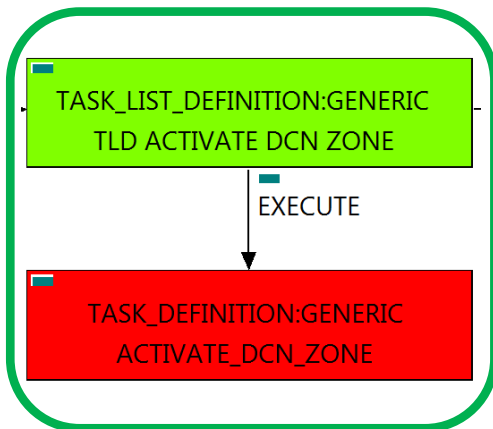 TASK_LIST_DEFINITION:GENERIC
TLD ACTIVATE DCN ZONE
EXECUTE
TASK_DEFINITION:GENERIC
ACTIVATE_DCN_ZONE